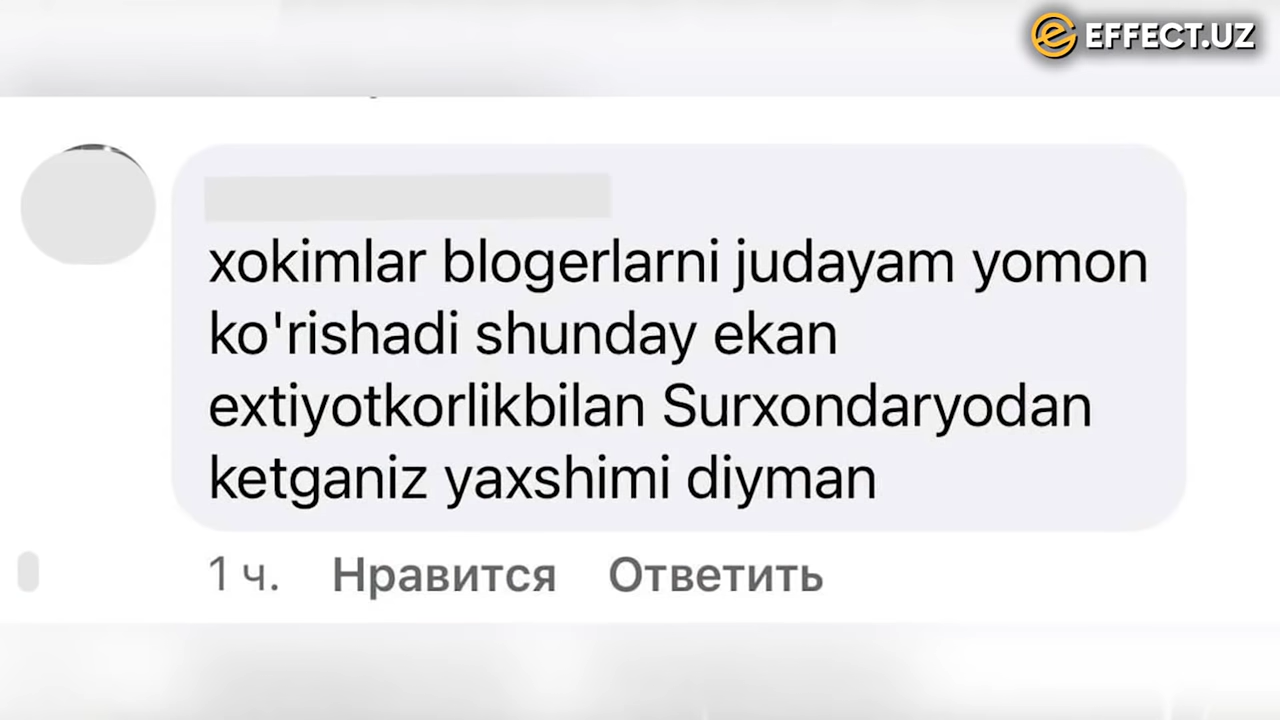 EFFECT.UZ
xokimlar blogerlarni judayam yomon
ko'rishadi shunday ekan
extiyotkorlikbilan Surxondaryodan
ketganiz yaxshimi diyman
1 ч. Нравится Ответить